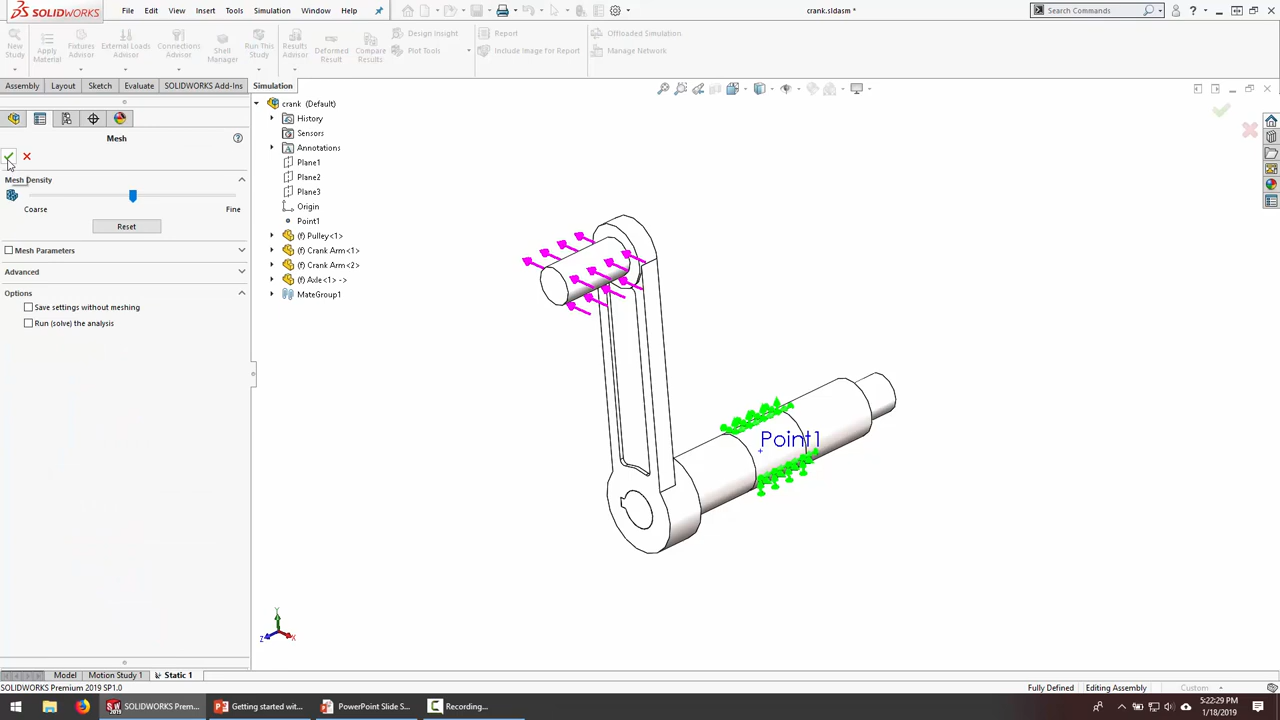 SOLIDWORKS
File Edit View Insert Tools Simulation Window Help
crank.sldasm *
Search Commands
New Study
Apply Material
Fixtures Advisor
External Loads Advisor
Connections Advisor
Shell Manager
Run This Study
Results Advisor
Deformed Result
Compare Results
Design Insight
Plot Tools
Report
Include Image for Report
Offloaded Simulation
Manage Network
Assembly Layout Sketch Evaluate SOLIDWORKS Add-Ins Simulation
Mesh
Mesh Density
Coarse Fine
Reset
Mesh Parameters
Advanced
Options
Save settings without meshing
Run (solve) the analysis
crank (Default)
History
Sensors
Annotations
Plane1
Plane2
Plane3
Origin
Point1
(f) Pulley<1>
(f) Crank Arm<1>
(f) Crank Arm<2>
(f) Axle<1> ->
MateGroup1
Point1
Y
Z
X
Model Motion Study 1 Static 1
SOLIDWORKS Premium 2019 SP1.0
Fully Defined Editing Assembly Custom
SOLIDWORKS Prem...
Getting started wit...
PowerPoint Slide S...
Recording...
5:22:29 PM
1/18/2019